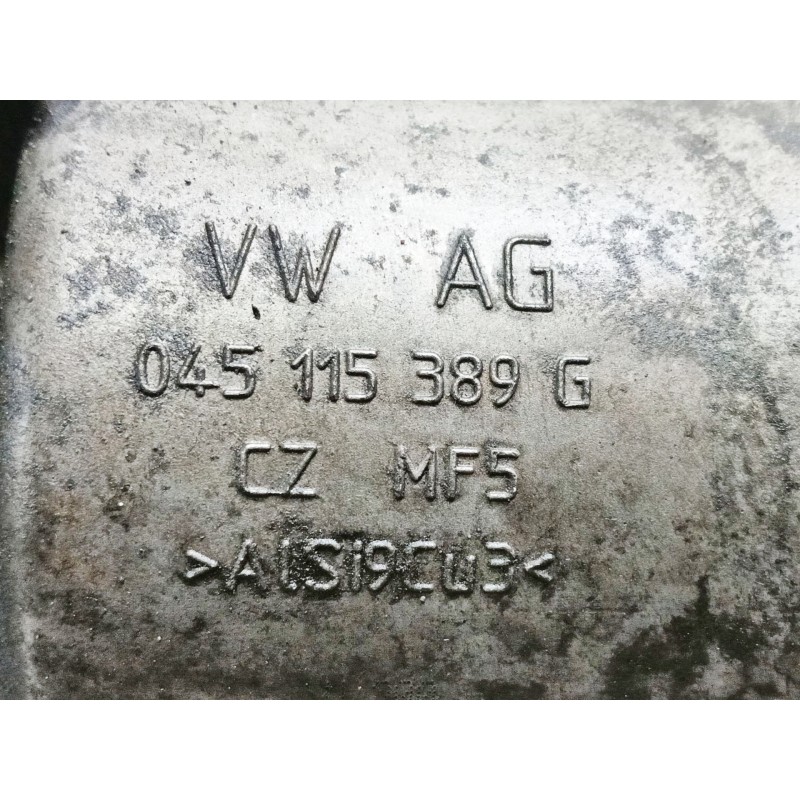 VW AG
045 115 389 G
CZ MF5
>AlSi9Cu3<